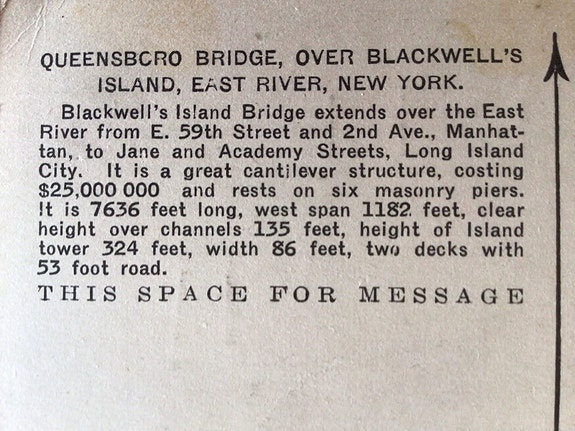 QUEENSBORO BRIDGE, OVER BLACKWELL'S
ISLAND, EAST RIVER, NEW YORK.
Blackwell's Island Bridge extends over the East
River from E. 59th Street and 2nd Ave., Manhat-
tan, to Jane and Academy Streets, Long Island
City. It is a great cantilever structure, costing
$25,000 000 and rests on six masonry piers.
It is 7636 feet long, west span 1182 feet, clear
height over channels 135 feet, height of Island
tower 324 feet, width 86 feet, two decks with
53 foot road.
THIS SPACE FOR MESSAGE